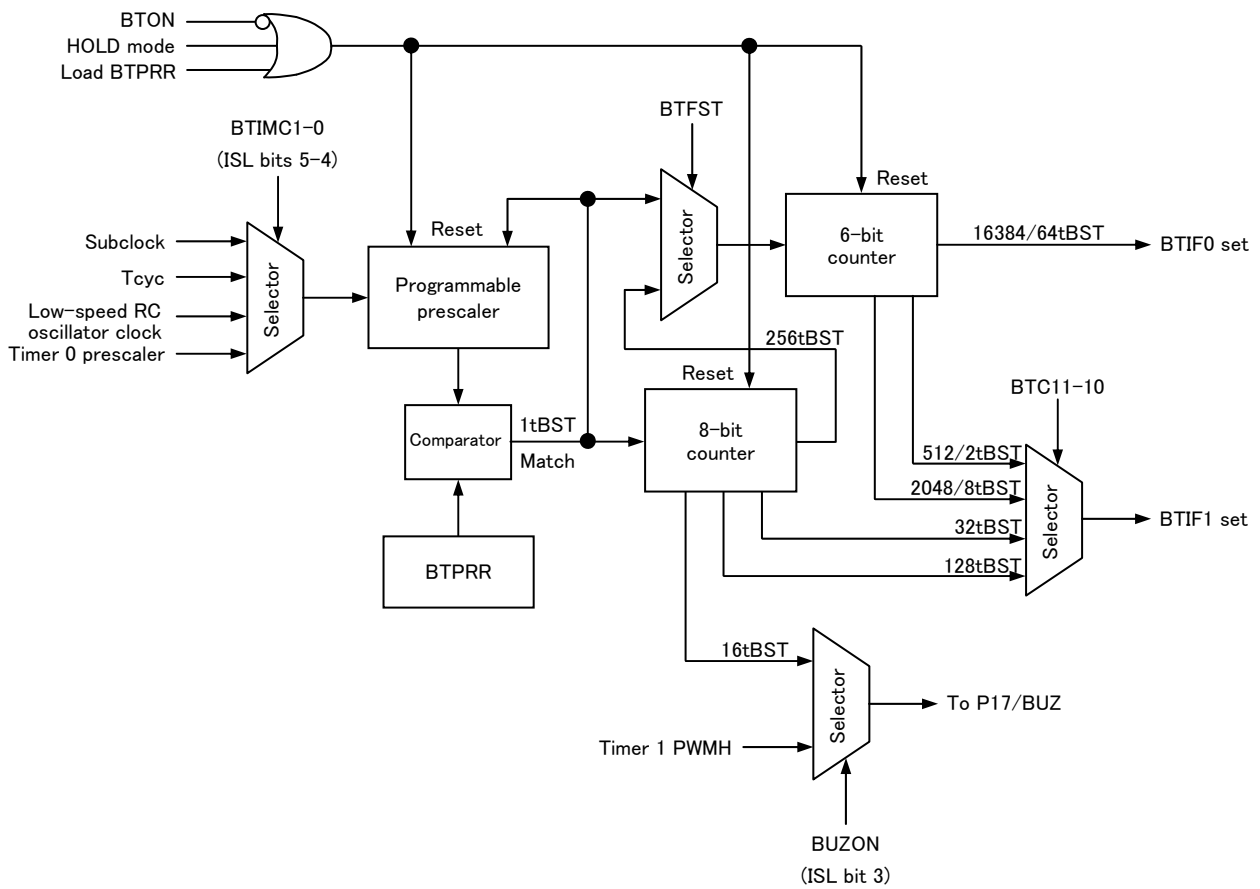 BTON
HOLD mode
Load BTPRR
BTIMC1-0
(ISL bits 5-4)
Subclock
Tcyc
Low-speed RC
oscillator clock
Timer 0 prescaler
Selector
Reset
Programmable
prescaler
Comparator
1tBST
Match
BTPRR
BTFST
Selector
256tBST
Reset
6-bit
counter
16384/64tBST
BTIF0 set
Reset
8-bit
counter
BTC11-10
512/2tBST
2048/8tBST
32tBST
128tBST
Selector
BTIF1 set
16tBST
Timer 1 PWMH
Selector
To P17/BUZ
BUZON
(ISL bit 3)